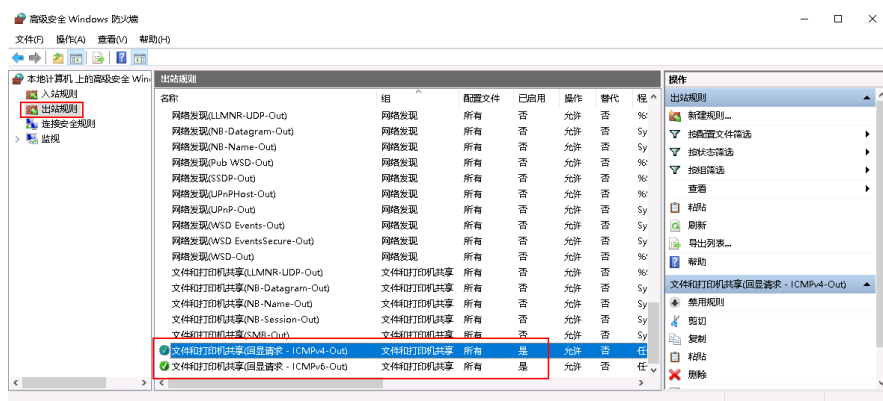 高级安全 Windows 防火墙
文件(F) 操作(A) 查看(V) 帮助(H)
本地计算机 上的高级安全 Win
入站规则
出站规则
连接安全规则
监视
出站规则
名称 组 配置文件 已启用 操作 替代 程
网络发现(LLMNR-UDP-Out) 网络发现 所有 否 允许 否 %
网络发现(NB-Datagram-Out) 网络发现 所有 否 允许 否 Sy
网络发现(NB-Name-Out) 网络发现 所有 否 允许 否 Sy
网络发现(Pub WSD-Out) 网络发现 所有 否 允许 否 %
网络发现(SSDP-Out) 网络发现 所有 否 允许 否 %
网络发现(UPnPHost-Out) 网络发现 所有 否 允许 否 %
网络发现(UPnP-Out) 网络发现 所有 否 允许 否 Sy
网络发现(WSD Events-Out) 网络发现 所有 否 允许 否 Sy
网络发现(WSD EventsSecure-Out) 网络发现 所有 否 允许 否 Sy
网络发现(WSD-Out) 网络发现 所有 否 允许 否 %
文件和打印机共享(LLMNR-UDP-Out) 文件和打印机共享 所有 否 允许 否 %
文件和打印机共享(NB-Datagram-Out) 文件和打印机共享 所有 否 允许 否 Sy
文件和打印机共享(NB-Name-Out) 文件和打印机共享 所有 否 允许 否 Sy
文件和打印机共享(NB-Session-Out) 文件和打印机共享 所有 否 允许 否 Sy
文件和打印机共享(SMB-Out) 文件和打印机共享 所有 否 允许 否 Sy
文件和打印机共享(回显请求 - ICMPv4-Out) 文件和打印机共享 所有 是 允许 否 任
文件和打印机共享(回显请求 - ICMPv6-Out) 文件和打印机共享 所有 是 允许 否 任
操作
出站规则
新建规则...
按配置文件筛选
按状态筛选
按组筛选
查看
粘贴
刷新
导出列表...
帮助
文件和打印机共享(回显请求 - ICMPv4-Out)
禁用规则
剪切
复制
粘贴
删除